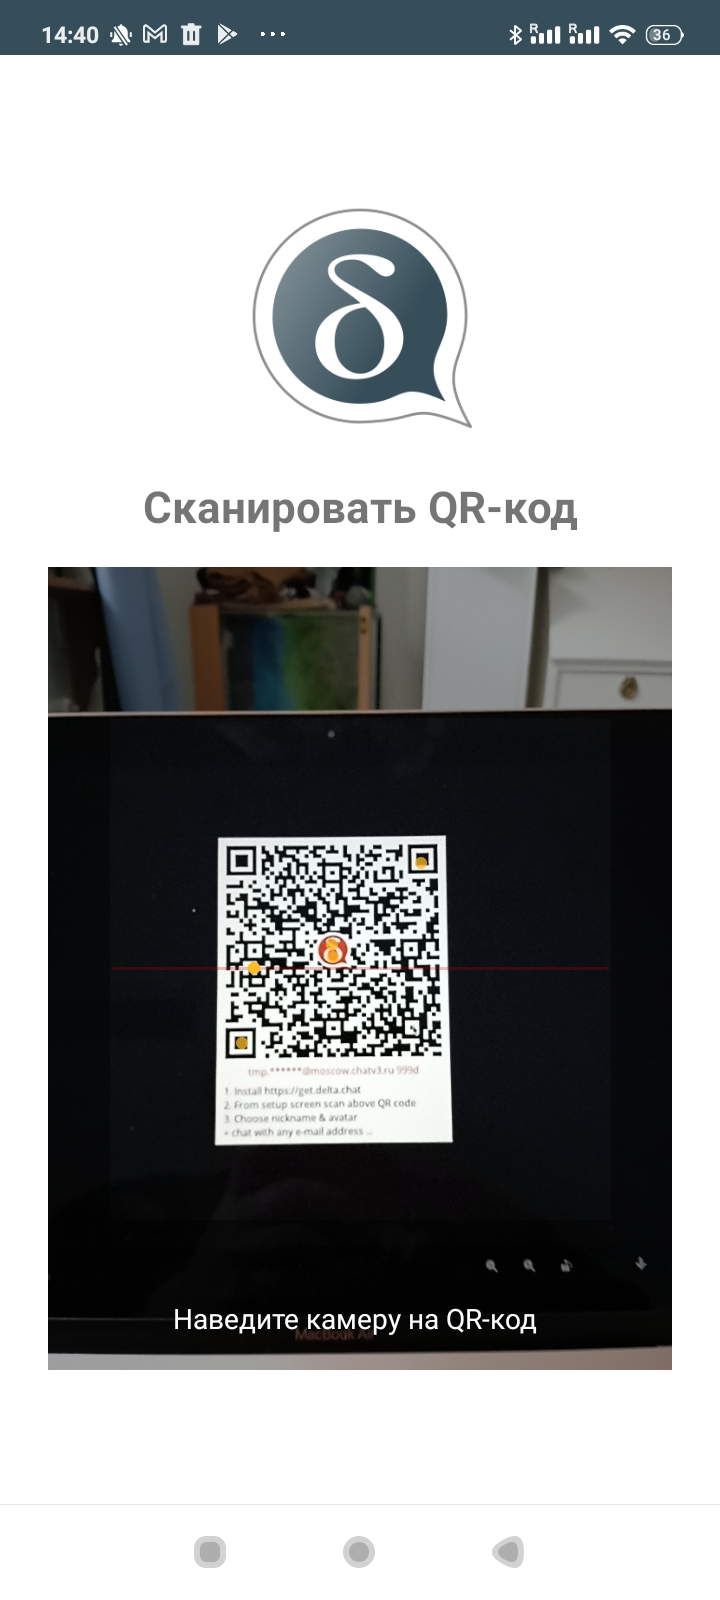 14:40
R R 36
δ
Сканировать QR-код
tmp.******@moscow.chatv3.ru 999d
1. Install https://get.delta.chat
2. From setup screen scan above QR code
3. Choose nickname & avatar
+ chat with any e-mail address ...
Наведите камеру на QR-код
MacBook Air